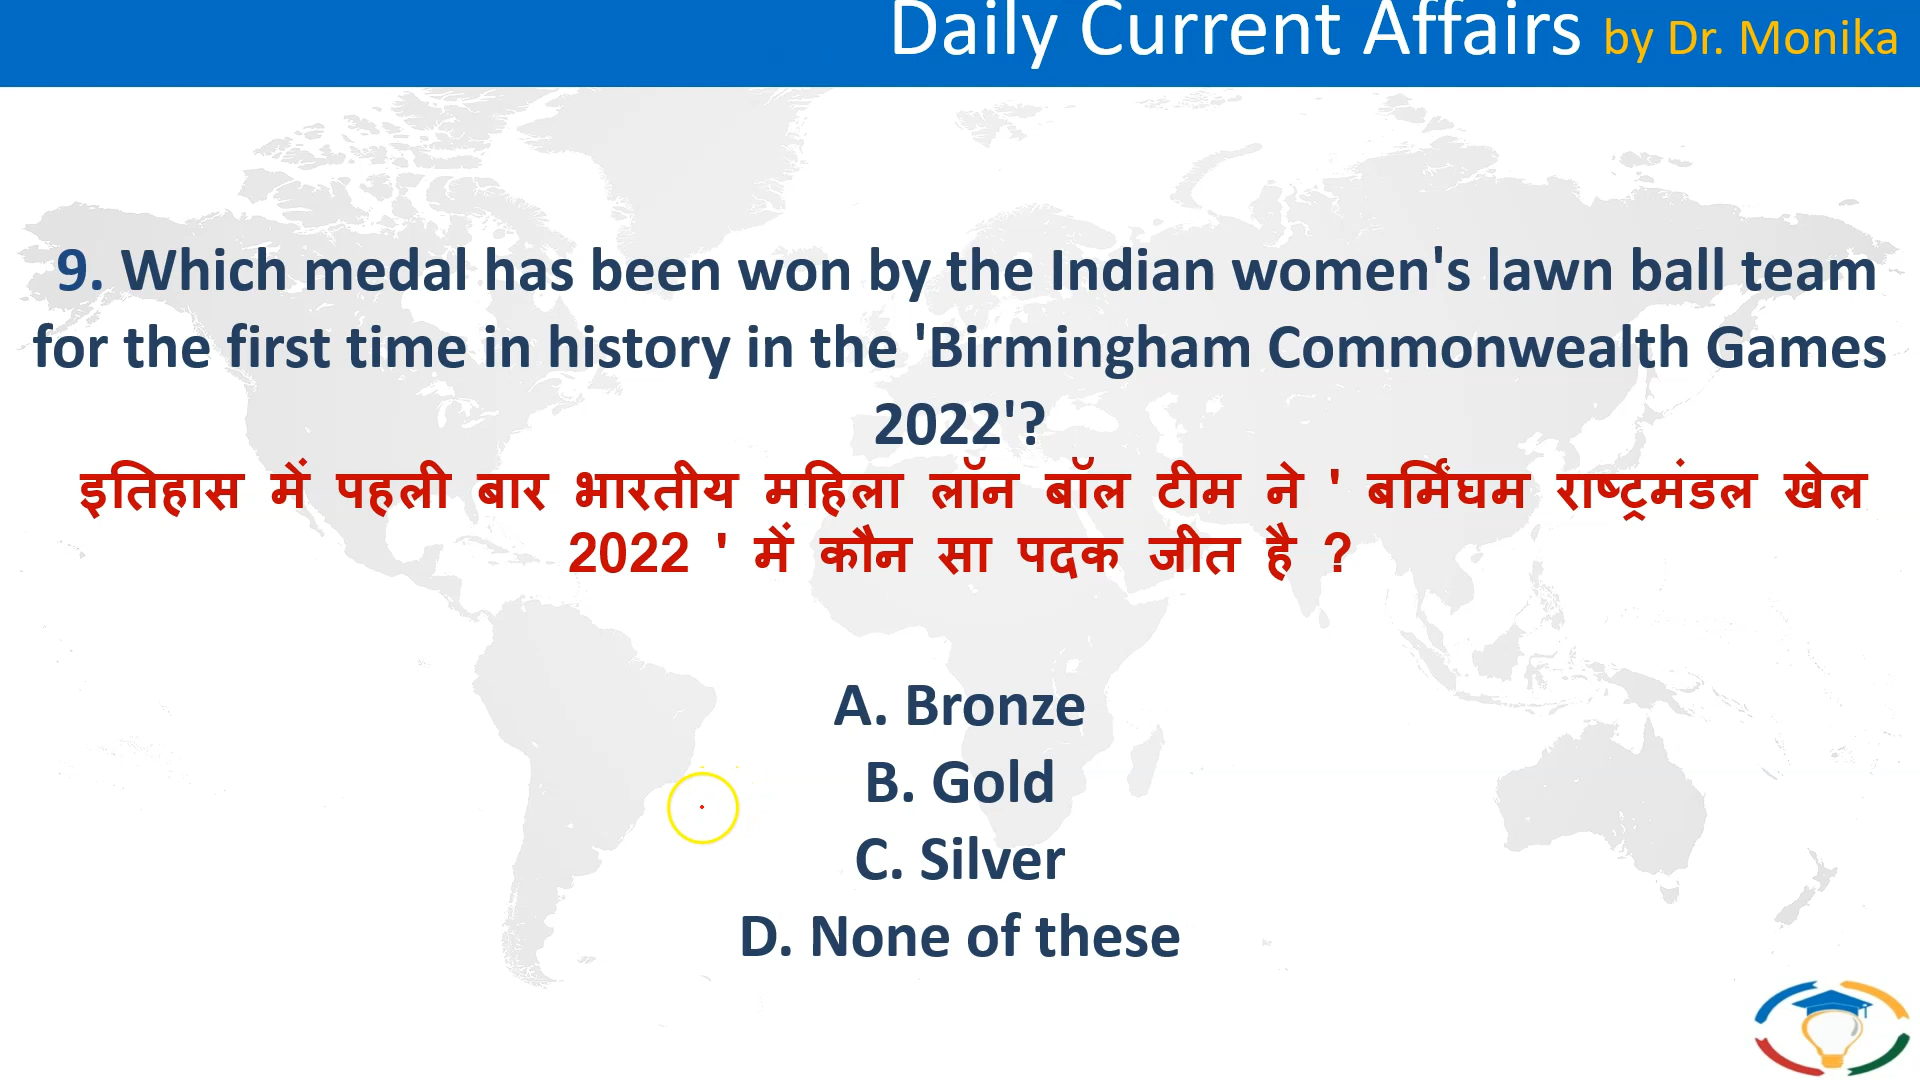 Daily Current Affairs by Dr. Monika
9. Which medal has been won by the Indian women's lawn ball team
for the first time in history in the 'Birmingham Commonwealth Games
2022'?
इतिहास में पहली बार भारतीय महिला लॉन बॉल टीम ने ' बर्मिंघम राष्ट्रमंडल खेल
2022 ' में कौन सा पदक जीत है ?
A. Bronze
B. Gold
C. Silver
D. None of these